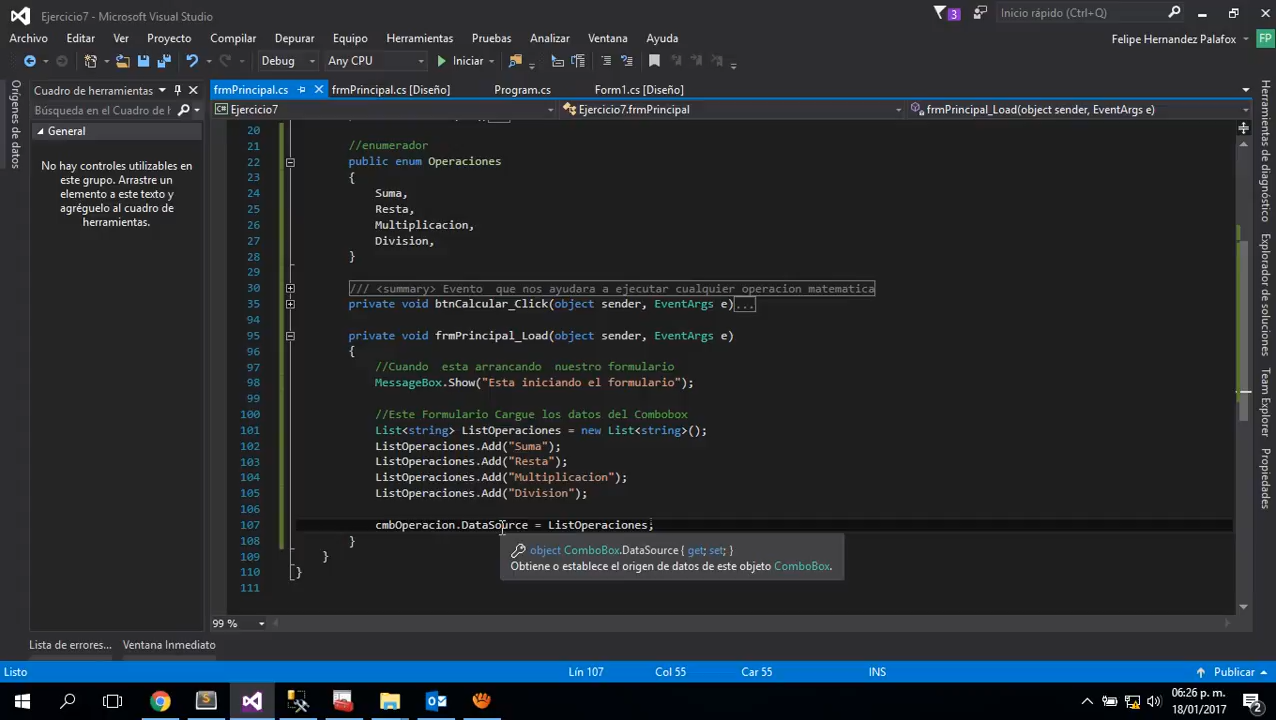 Ejercicio7 - Microsoft Visual Studio
3
Inicio rápido (Ctrl+Q)
Archivo Editar Ver Proyecto Compilar Depurar Equipo Herramientas Pruebas Analizar Ventana Ayuda
Felipe Hernandez Palafox FP
Debug Any CPU Iniciar
Orígenes de datos
Cuadro de herramientas
Búsqueda en el Cuadro de h
General
No hay controles utilizables en
este grupo. Arrastre un
elemento a este texto y
agréguelo al cuadro de
herramientas.
frmPrincipal.cs frmPrincipal.cs [Diseño] Program.cs Form1.cs [Diseño]
Ejercicio7 Ejercicio7.frmPrincipal frmPrincipal_Load(object sender, EventArgs e)
20
21 //enumerador
22 public enum Operaciones
23 {
24 Suma,
25 Resta,
26 Multiplicacion,
27 Division,
28 }
29
30 /// <summary> Evento que nos ayudara a ejecutar cualquier operacion matematica
35 private void btnCalcular_Click(object sender, EventArgs e)...
94
95 private void frmPrincipal_Load(object sender, EventArgs e)
96 {
97 //Cuando esta arrancando nuestro formulario
98 MessageBox.Show("Esta iniciando el formulario");
99
100 //Este Formulario Cargue los datos del Combobox
101 List<string> ListOperaciones = new List<string>();
102 ListOperaciones.Add("Suma");
103 ListOperaciones.Add("Resta");
104 ListOperaciones.Add("Multiplicacion");
105 ListOperaciones.Add("Division");
106
107 cmbOperacion.DataSource = ListOperaciones;
108 }
109 }
110 }
111
object ComboBox.DataSource { get; set; }
Obtiene o establece el origen de datos de este objeto ComboBox.
99 %
Herramientas de diagnóstico
Explorador de soluciones
Team Explorer
Propiedades
Lista de errores... Ventana Inmediato
Listo Lín 107 Col 55 Car 55 INS Publicar
06:26 p. m.
18/01/2017
2